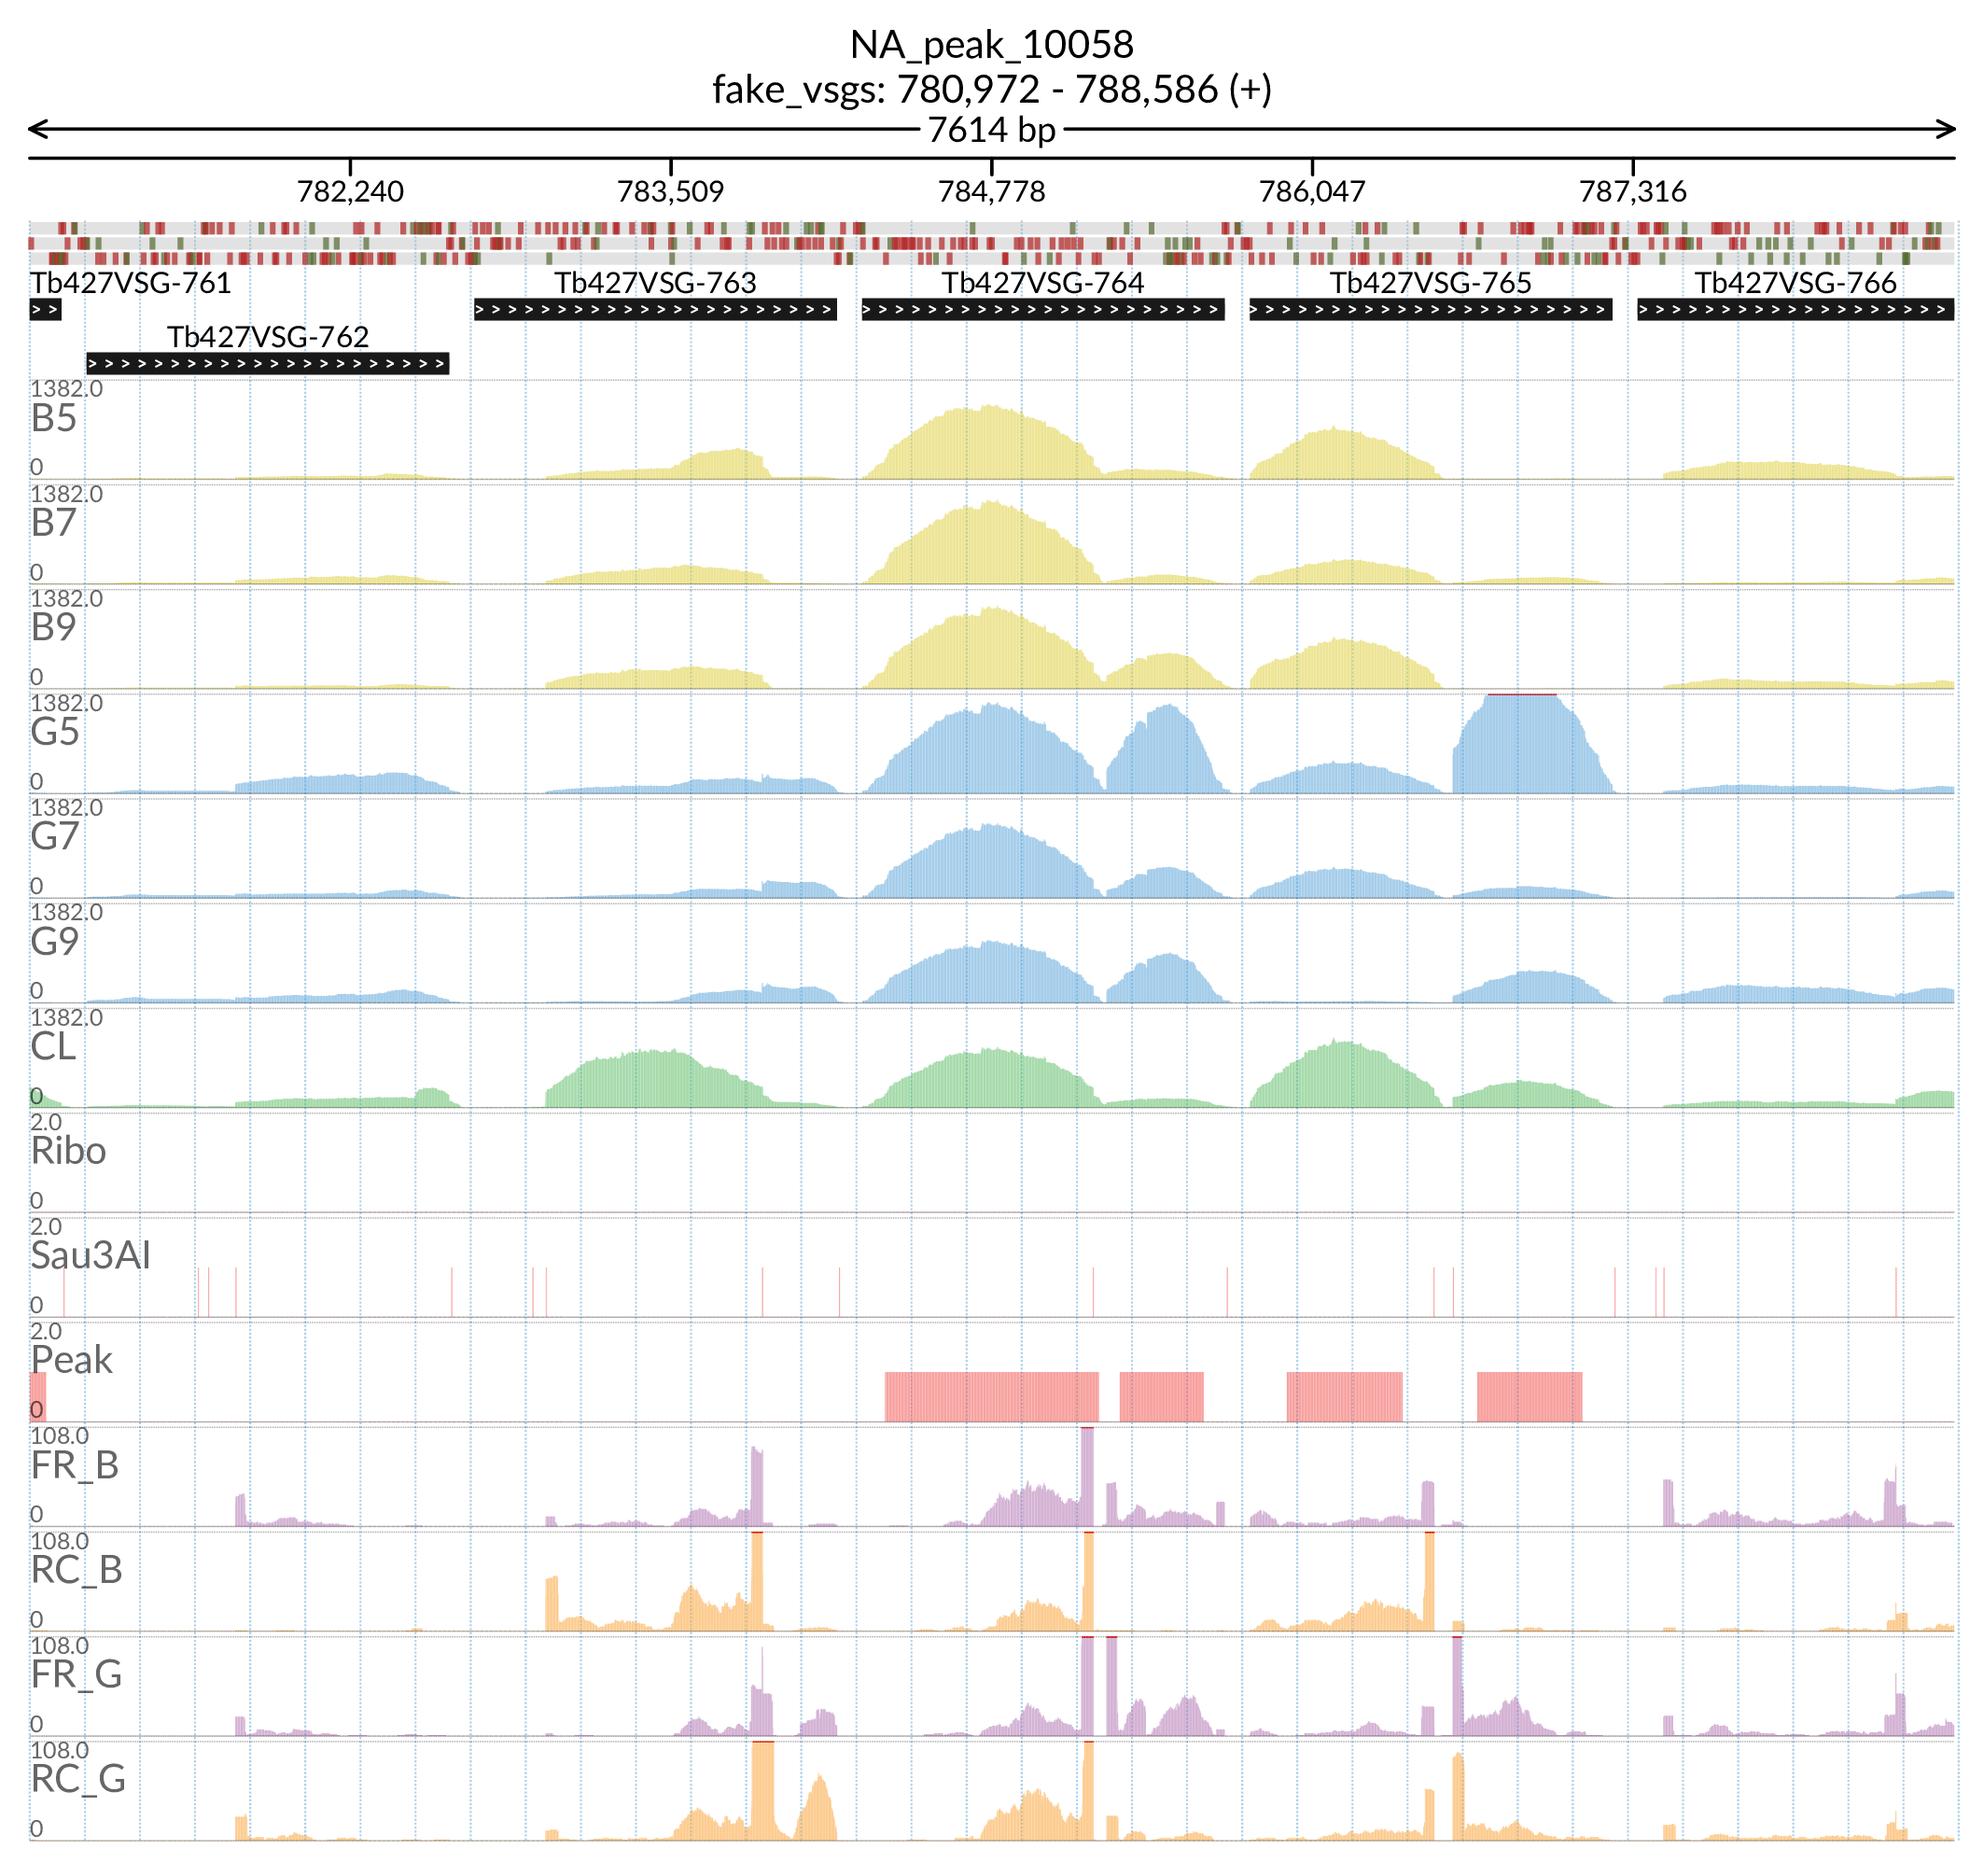 NA_peak_10058
fake_vsgs: 780,972 - 788,586 (+)
7614 bp
782,240 783,509 784,778 786,047 787,316
Tb427VSG-761 Tb427VSG-763 Tb427VSG-764 Tb427VSG-765 Tb427VSG-766
Tb427VSG-762
1382.0
B5
0
1382.0
B7
0
1382.0
B9
0
1382.0
G5
0
1382.0
G7
0
1382.0
G9
0
1382.0
CL
0
2.0
Ribo
0
2.0
Sau3AI
0
2.0
Peak
0
108.0
FR_B
0
108.0
RC_B
0
108.0
FR_G
0
108.0
RC_G
0